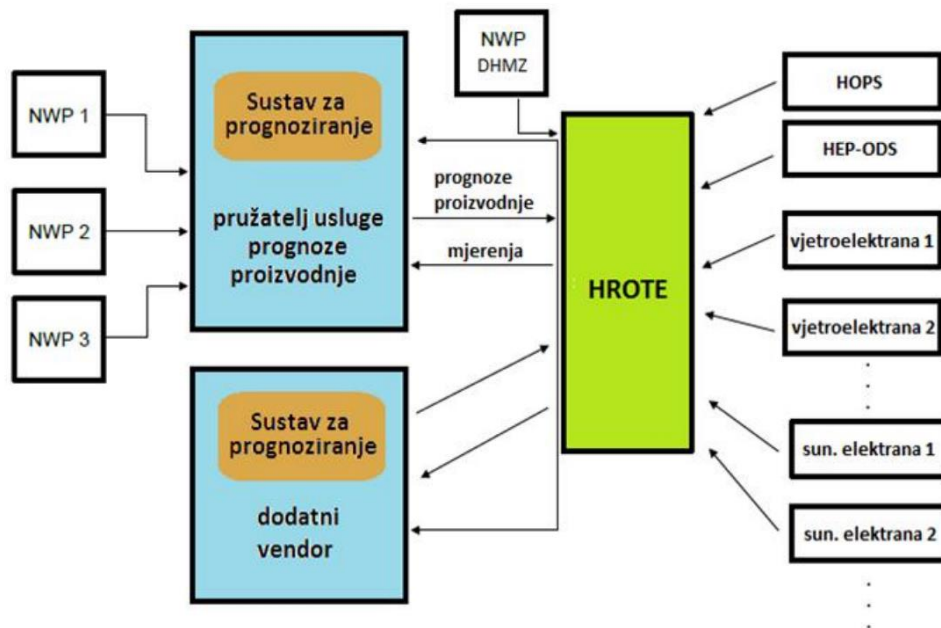 NWP 1
NWP 2
NWP 3
Sustav za
prognoziranje
pružatelj usluge
prognoze
proizvodnje
Sustav za
prognoziranje
dodatni
vendor
NWP
DHMZ
prognoze
proizvodnje
mjerenja
HROTE
HOPS
HEP-ODS
vjetroelektrana 1
vjetroelektrana 2
sun. elektrana 1
sun. elektrana 2